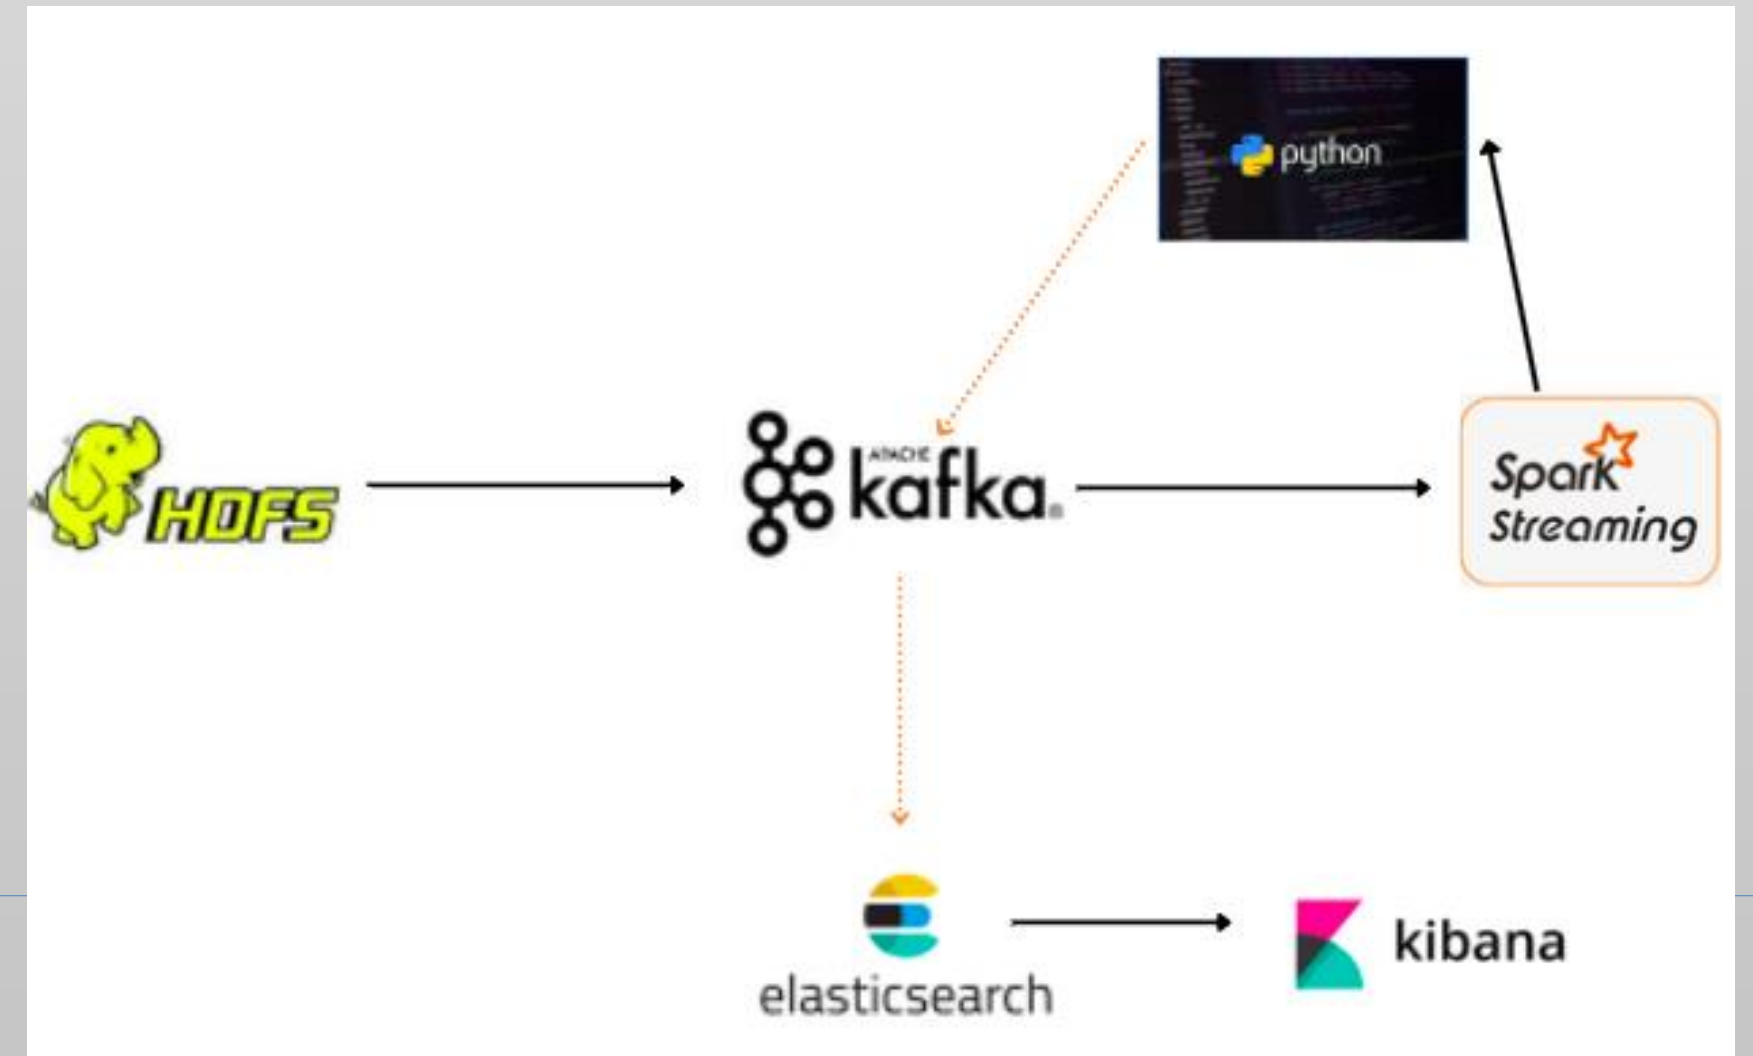 python
HDFS
APACHE
kafka®
Spark
Streaming
elasticsearch
kibana